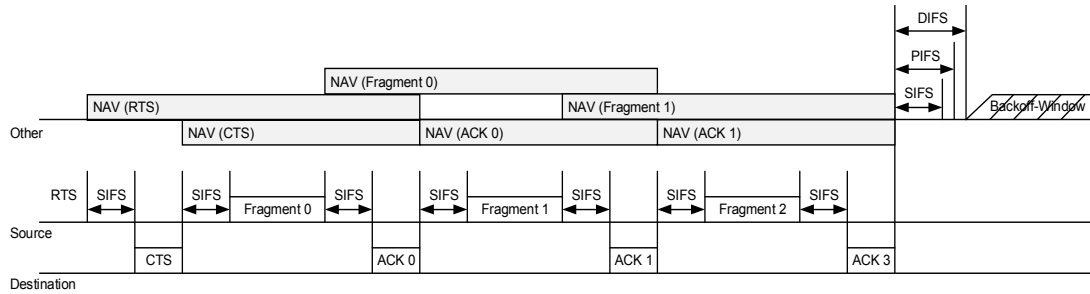 DIFS
PIFS
NAV (Fragment 0)
SIFS
NAV (RTS)
NAV (Fragment 1)
Backoff-Window
Other
NAV (CTS)
NAV (ACK 0)
NAV (ACK 1)
RTS
SIFS
SIFS
Fragment 0
SIFS
SIFS
Fragment 1
SIFS
SIFS
Fragment 2
SIFS
Source
CTS
ACK 0
ACK 1
ACK 3
Destination